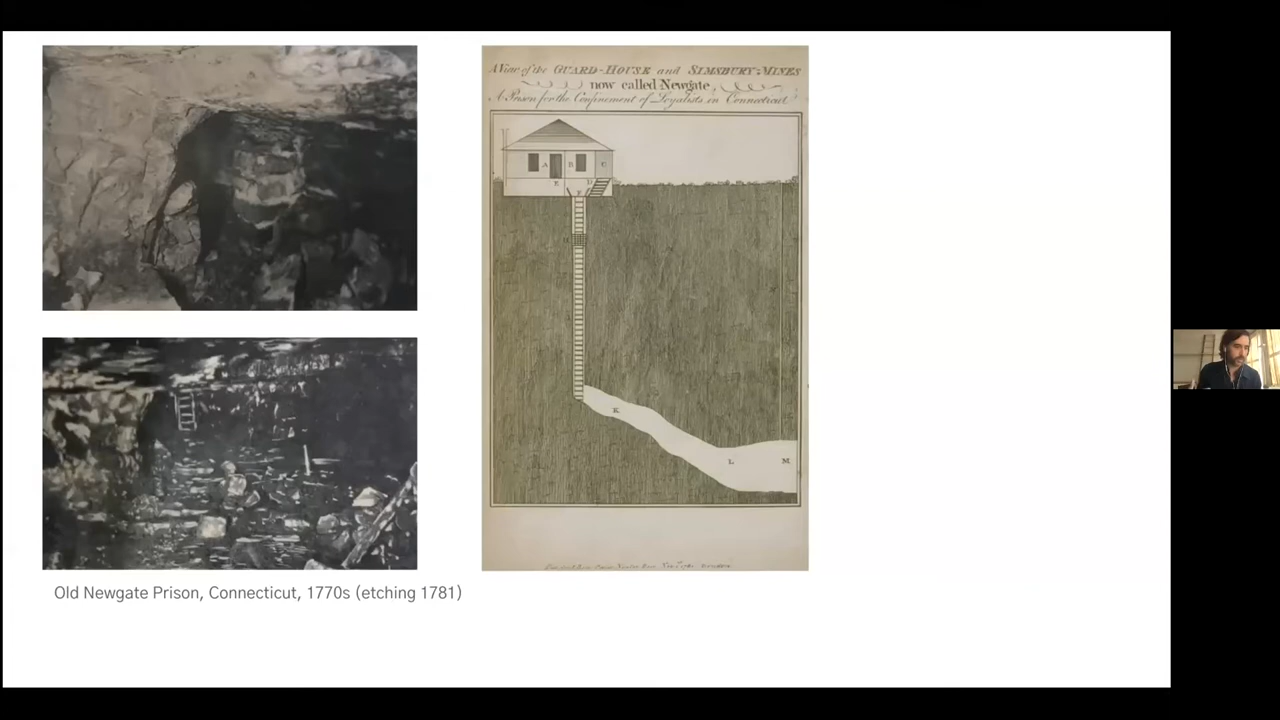 A View of the GUARD-HOUSE and SIMSBURY-MINES
now called Newgate,
A Prison for the Confinement of Loyalists in Connecticut
A B C
E D
F
G
K
L M
Old Newgate Prison, Connecticut, 1770s (etching 1781)